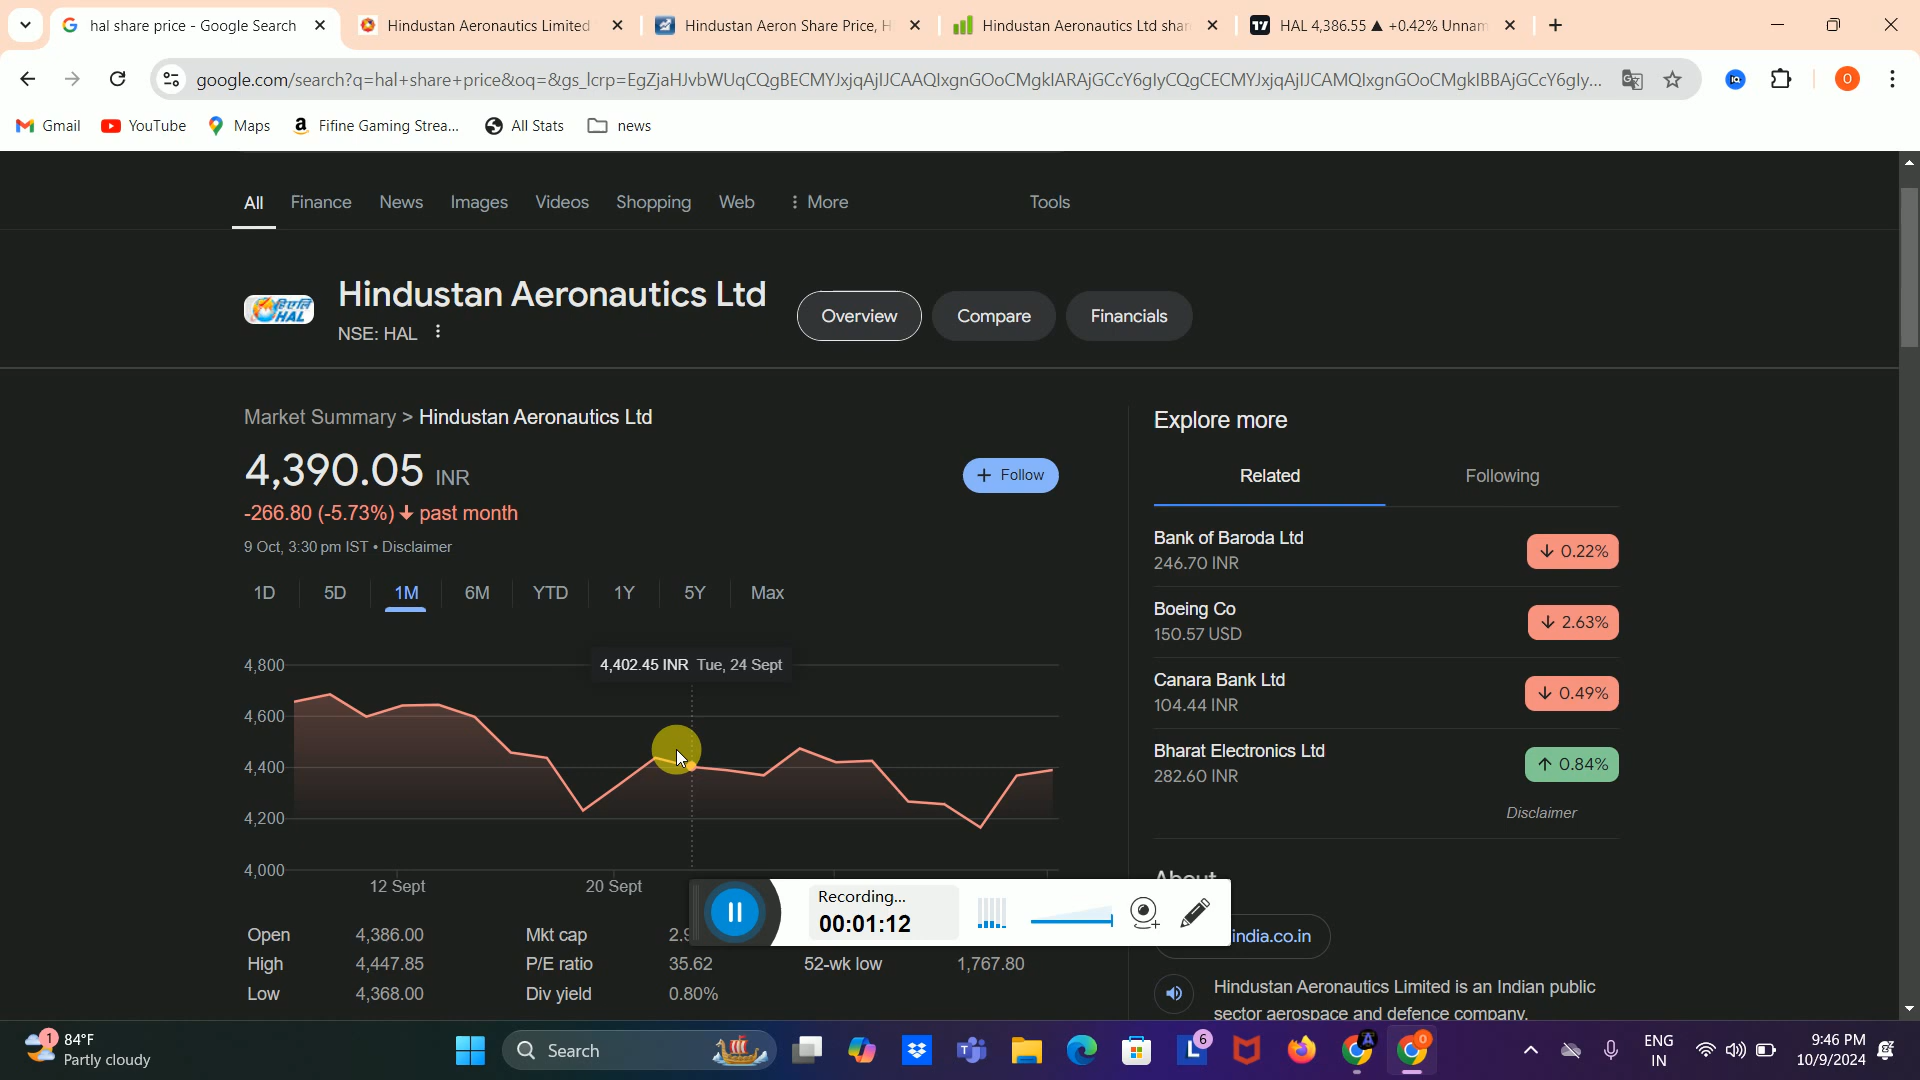 hal share price - Google Search
Hindustan Aeronautics Limited
Hindustan Aeron Share Price, H
Hindustan Aeronautics Ltd shar
HAL 4,386.55 ▲ +0.42% Unnam
google.com/search?q=hal+share+price&oq=&gs_lcrp=EgZjaHJvbWUqCQgBECMYJxjqAjIJCAAQIxgnGOoCMgkIARAjGCcY6gIyCQgCECMYJxjqAjIJCAMQIxgnGOoCMgkIBBAjGCcY6gIy...
Gmail YouTube Maps Fifine Gaming Strea... All Stats news
All Finance News Images Videos Shopping Web More Tools
Hindustan Aeronautics Ltd
NSE: HAL
Overview Compare Financials
Market Summary > Hindustan Aeronautics Ltd
4,390.05 INR
+ Follow
-266.80 (-5.73%) ↓ past month
9 Oct, 3:30 pm IST • Disclaimer
1D 5D 1M 6M YTD 1Y 5Y Max
4,402.45 INR Tue, 24 Sept
4,800
4,600
4,400
4,200
4,000
12 Sept 20 Sept
Open 4,386.00
High 4,447.85
Low 4,368.00
Mkt cap 2.9
P/E ratio 35.62
Div yield 0.80%
52-wk low 1,767.80
Explore more
Related Following
Bank of Baroda Ltd
246.70 INR
↓ 0.22%
Boeing Co
150.57 USD
↓ 2.63%
Canara Bank Ltd
104.44 INR
↓ 0.49%
Bharat Electronics Ltd
282.60 INR
↑ 0.84%
Disclaimer
About
india.co.in
Hindustan Aeronautics Limited is an Indian public
sector aerospace and defence company.
Recording...
00:01:12
84°F
Partly cloudy
Search
ENG
IN
9:46 PM
10/9/2024